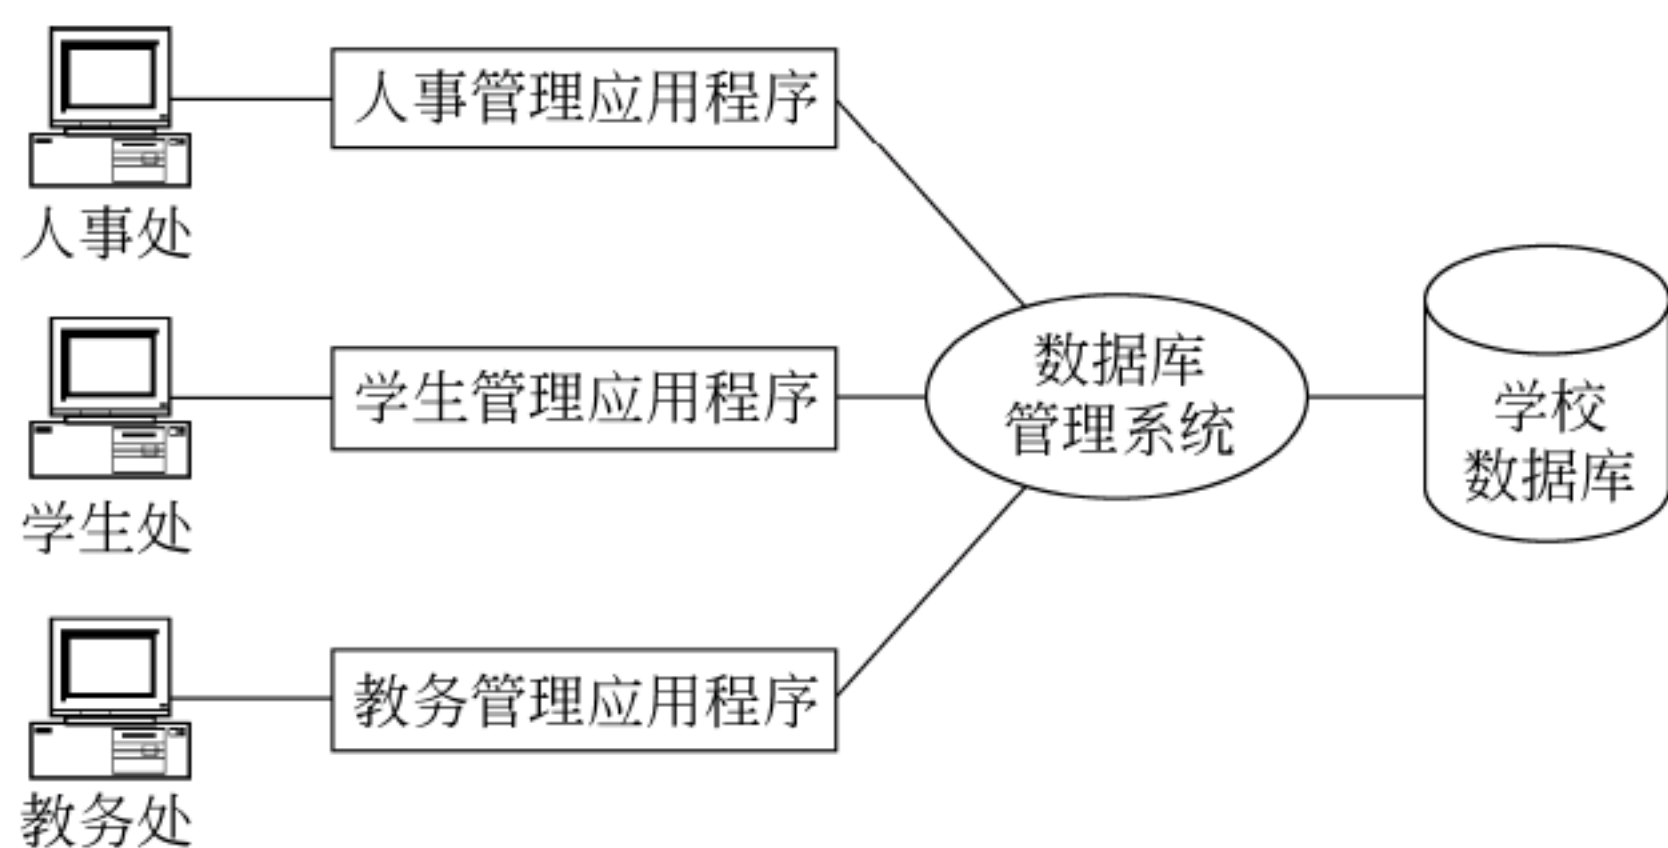 人事管理应用程序
人事处
学生管理应用程序
学生处
教务管理应用程序
教务处
数据库
管理系统
学校
数据库